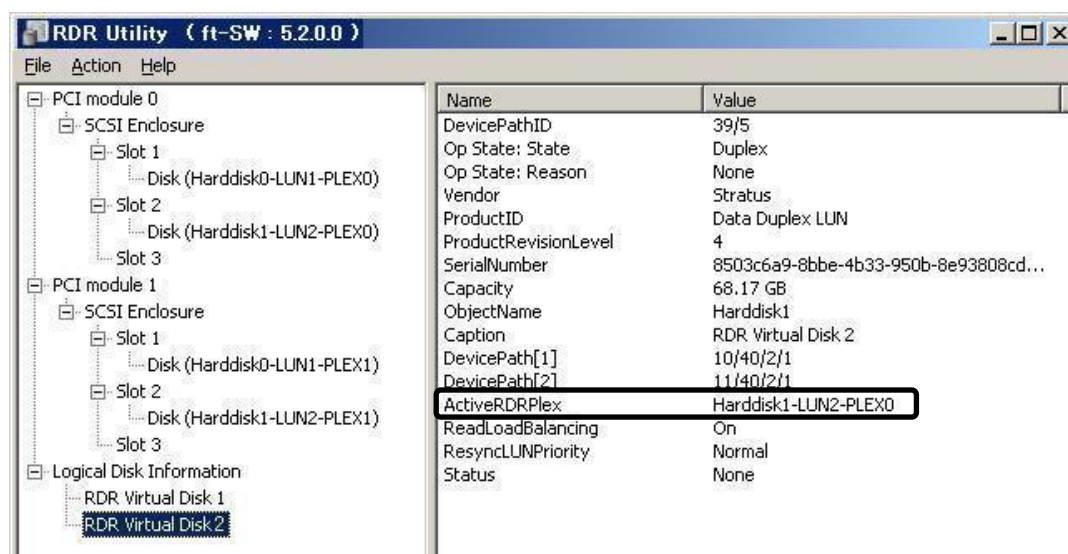 RDR Utility ( ft-SW : 5.2.0.0 )
File Action Help
PCI module 0
SCSI Enclosure
Slot 1
Disk (Harddisk0-LUN1-PLEX0)
Slot 2
Disk (Harddisk1-LUN2-PLEX0)
Slot 3
PCI module 1
SCSI Enclosure
Slot 1
Disk (Harddisk0-LUN1-PLEX1)
Slot 2
Disk (Harddisk1-LUN2-PLEX1)
Slot 3
Logical Disk Information
RDR Virtual Disk 1
RDR Virtual Disk 2
Name Value
DevicePathID 39/5
Op State: State Duplex
Op State: Reason None
Vendor Stratus
ProductID Data Duplex LUN
ProductRevisionLevel 4
SerialNumber 8503c6a9-8bbe-4b33-950b-8e93808cd...
Capacity 68.17 GB
ObjectName Harddisk1
Caption RDR Virtual Disk 2
DevicePath[1] 10/40/2/1
DevicePath[2] 11/40/2/1
ActiveRDRPlex Harddisk1-LUN2-PLEX0
ReadLoadBalancing On
ResyncLUNPriority Normal
Status None